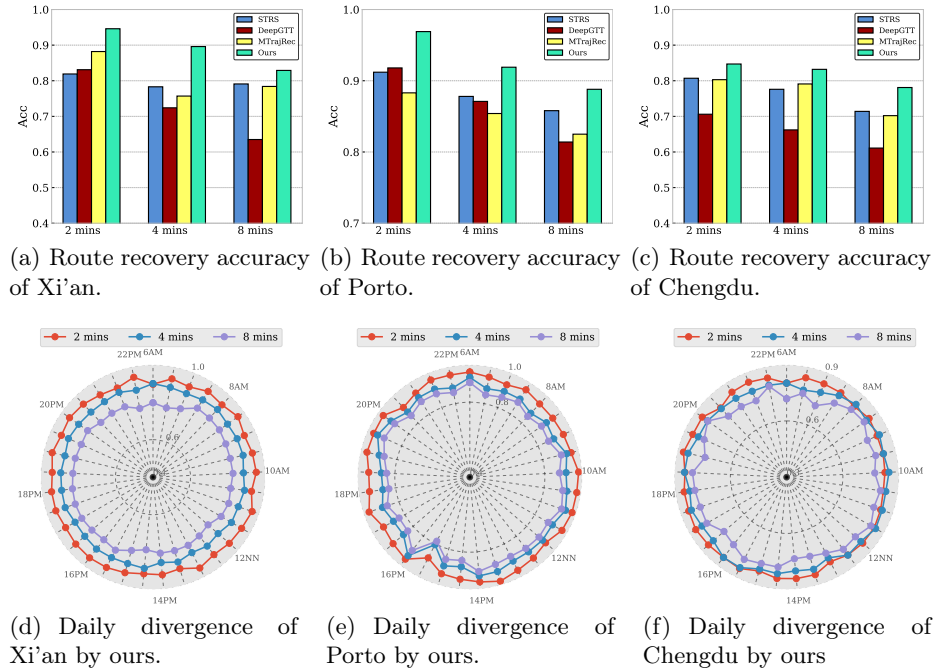 1.0
0.9
0.8
0.7
0.6
0.5
0.4
Acc
2 mins
4 mins
8 mins
STRS
DeepGTT
MTrajRec
Ours
(a) Route recovery accuracy
of Xi'an.
1.0
0.9
0.8
0.7
Acc
2 mins
4 mins
8 mins
STRS
DeepGTT
MTrajRec
Ours
(b) Route recovery accuracy
of Porto.
1.0
0.9
0.8
0.7
0.6
0.5
0.4
Acc
2 mins
4 mins
8 mins
STRS
DeepGTT
MTrajRec
Ours
(c) Route recovery accuracy
of Chengdu.
2 mins 4 mins 8 mins
22PM 6AM
1.0
8AM
20PM
0.6
10AM
18PM
12NN
16PM
14PM
(d) Daily divergence of
Xi'an by ours.
2 mins 4 mins 8 mins
22PM 6AM
1.0
8AM
20PM
0.8
10AM
18PM
12NN
16PM
14PM
(e) Daily divergence of
Porto by ours.
2 mins 4 mins 8 mins
22PM 6AM
0.9
8AM
20PM
0.6
10AM
18PM
12NN
16PM
14PM
(f) Daily divergence of
Chengdu by ours